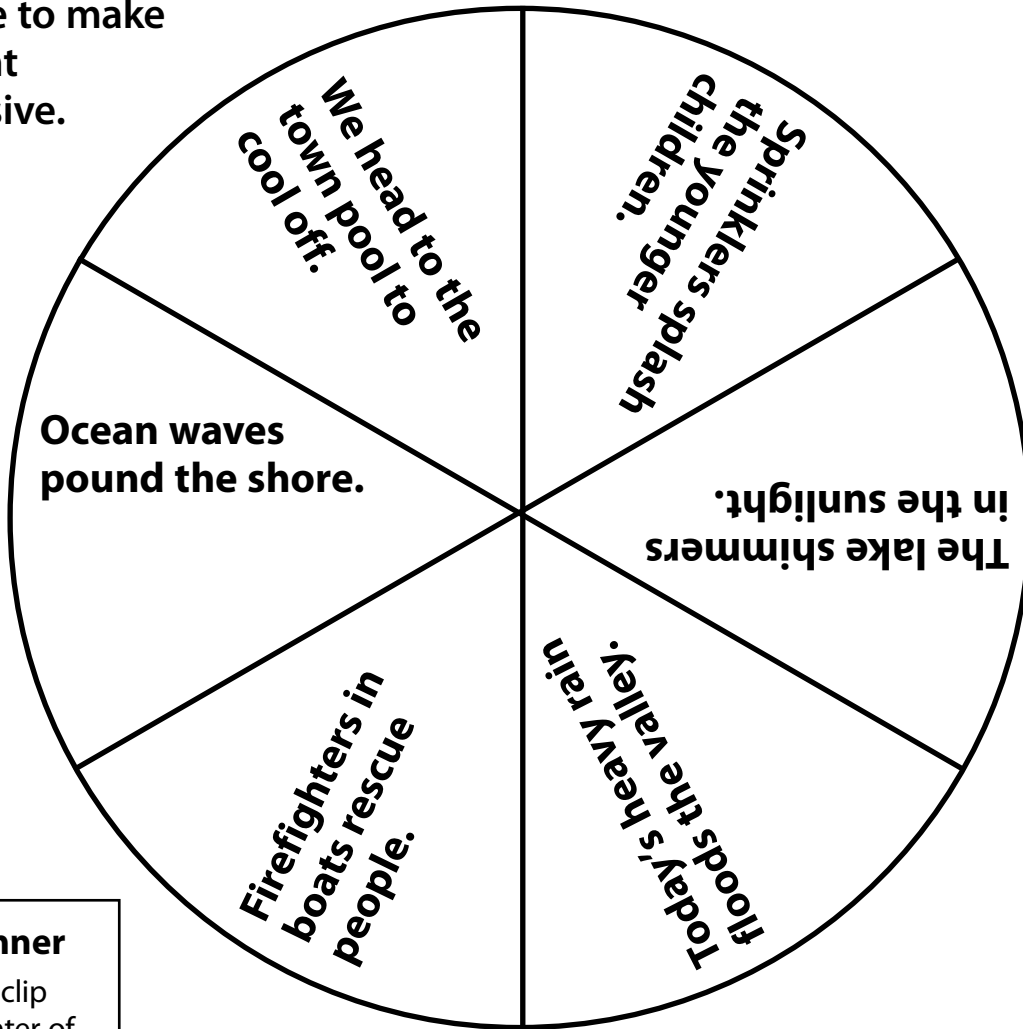 e to make
nt
sive.
We head to the
town pool to
cool off.
Sprinklers splash
the younger
children.
The lake shimmers
in the sunlight.
Today's heavy rain
floods the valley.
Firefighters in
boats rescue
people.
Ocean waves
pound the shore.
nner
clip
nter of